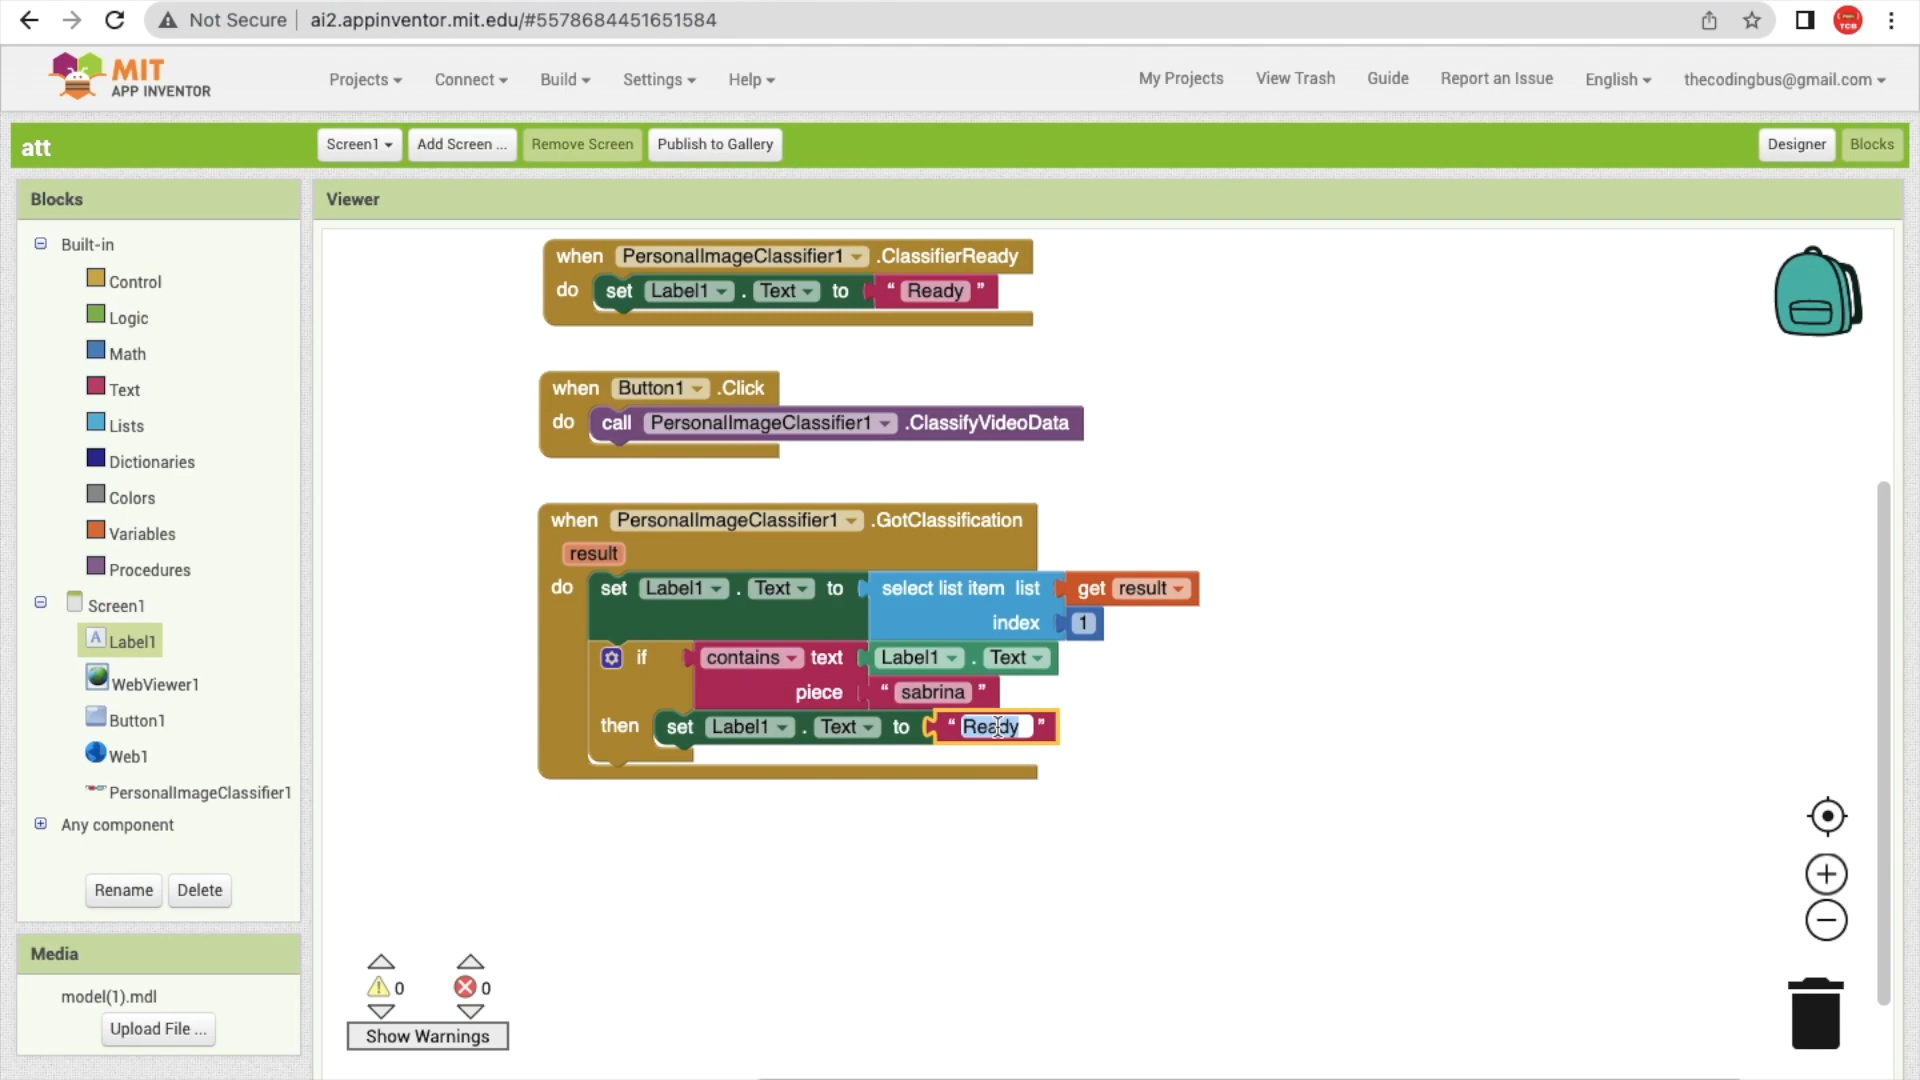 Not Secure ai2.appinventor.mit.edu/#5578684451651584
TCB
MIT
APP INVENTOR
Projects Connect Build Settings Help My Projects View Trash Guide Report an Issue English thecodingbus@gmail.com
att Screen1 Add Screen ... Remove Screen Publish to Gallery Designer Blocks
Blocks
Viewer
Built-in
Control
Logic
Math
Text
Lists
Dictionaries
Colors
Variables
Procedures
Screen1
A Label1
WebViewer1
Button1
Web1
PersonalImageClassifier1
Any component
Rename Delete
Media
model(1).mdl
Upload File ...
when PersonalImageClassifier1 .ClassifierReady
do set Label1 . Text to “ Ready ”
when Button1 .Click
do call PersonalImageClassifier1 .ClassifyVideoData
when PersonalImageClassifier1 .GotClassification
result
do set Label1 . Text to select list item list get result
index 1
if contains text Label1 . Text
piece “ sabrina ”
then set Label1 . Text to “ Ready ”
0 0
Show Warnings